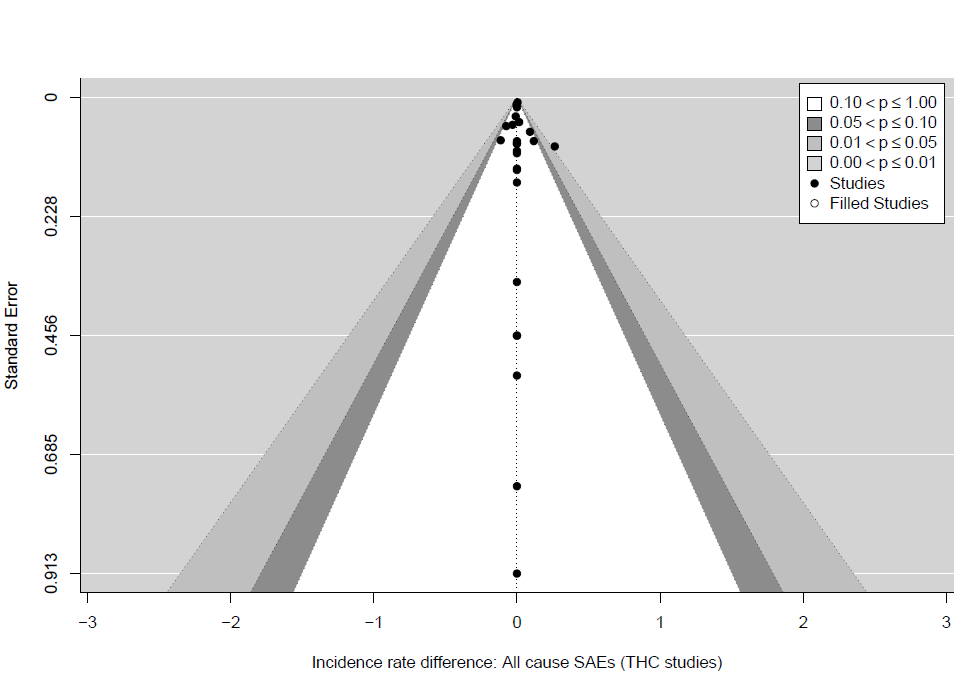 0.10 < p ≤ 1.00
0.05 < p ≤ 0.10
0.01 < p ≤ 0.05
0.00 < p ≤ 0.01
Studies
Filled Studies
Standard Error
0
0.228
0.456
0.685
0.913
−3
−2
−1
0
1
2
3
Incidence rate difference: All cause SAEs (THC studies)